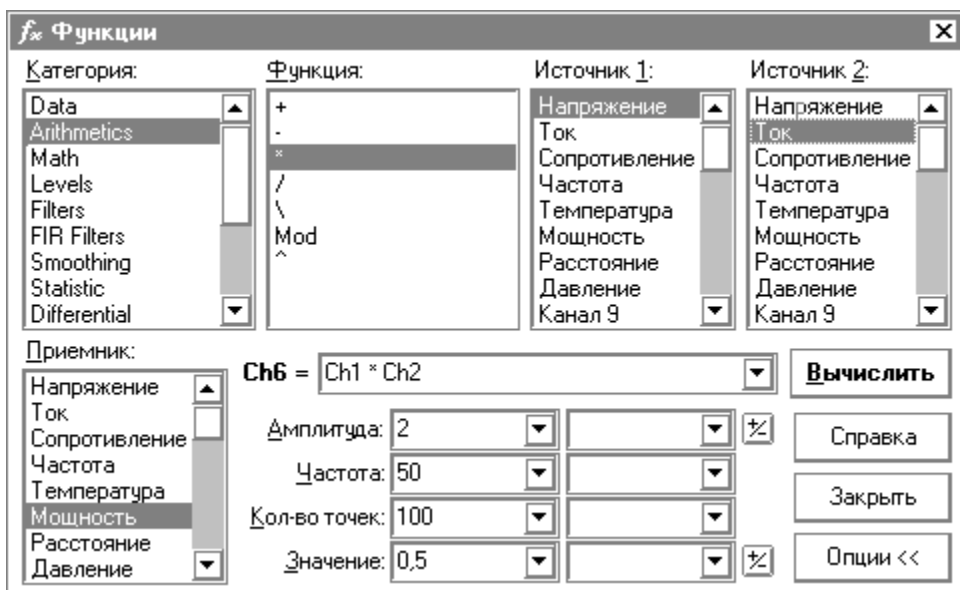 fx Функции
Категория:
Data
Arithmetics
Math
Levels
Filters
FIR Filters
Smoothing
Statistic
Differential
Функция:
+
-
*
/
\
Mod
^
Источник 1:
Напряжение
Ток
Сопротивление
Частота
Температура
Мощность
Расстояние
Давление
Канал 9
Источник 2:
Напряжение
Ток
Сопротивление
Частота
Температура
Мощность
Расстояние
Давление
Канал 9
Приемник:
Напряжение
Ток
Сопротивление
Частота
Температура
Мощность
Расстояние
Давление
Ch6 = Ch1 * Ch2
Амплитуда: 2
Частота: 50
Кол-во точек: 100
Значение: 0,5
+/-
+/-
Вычислить
Справка
Закрыть
Опции <<